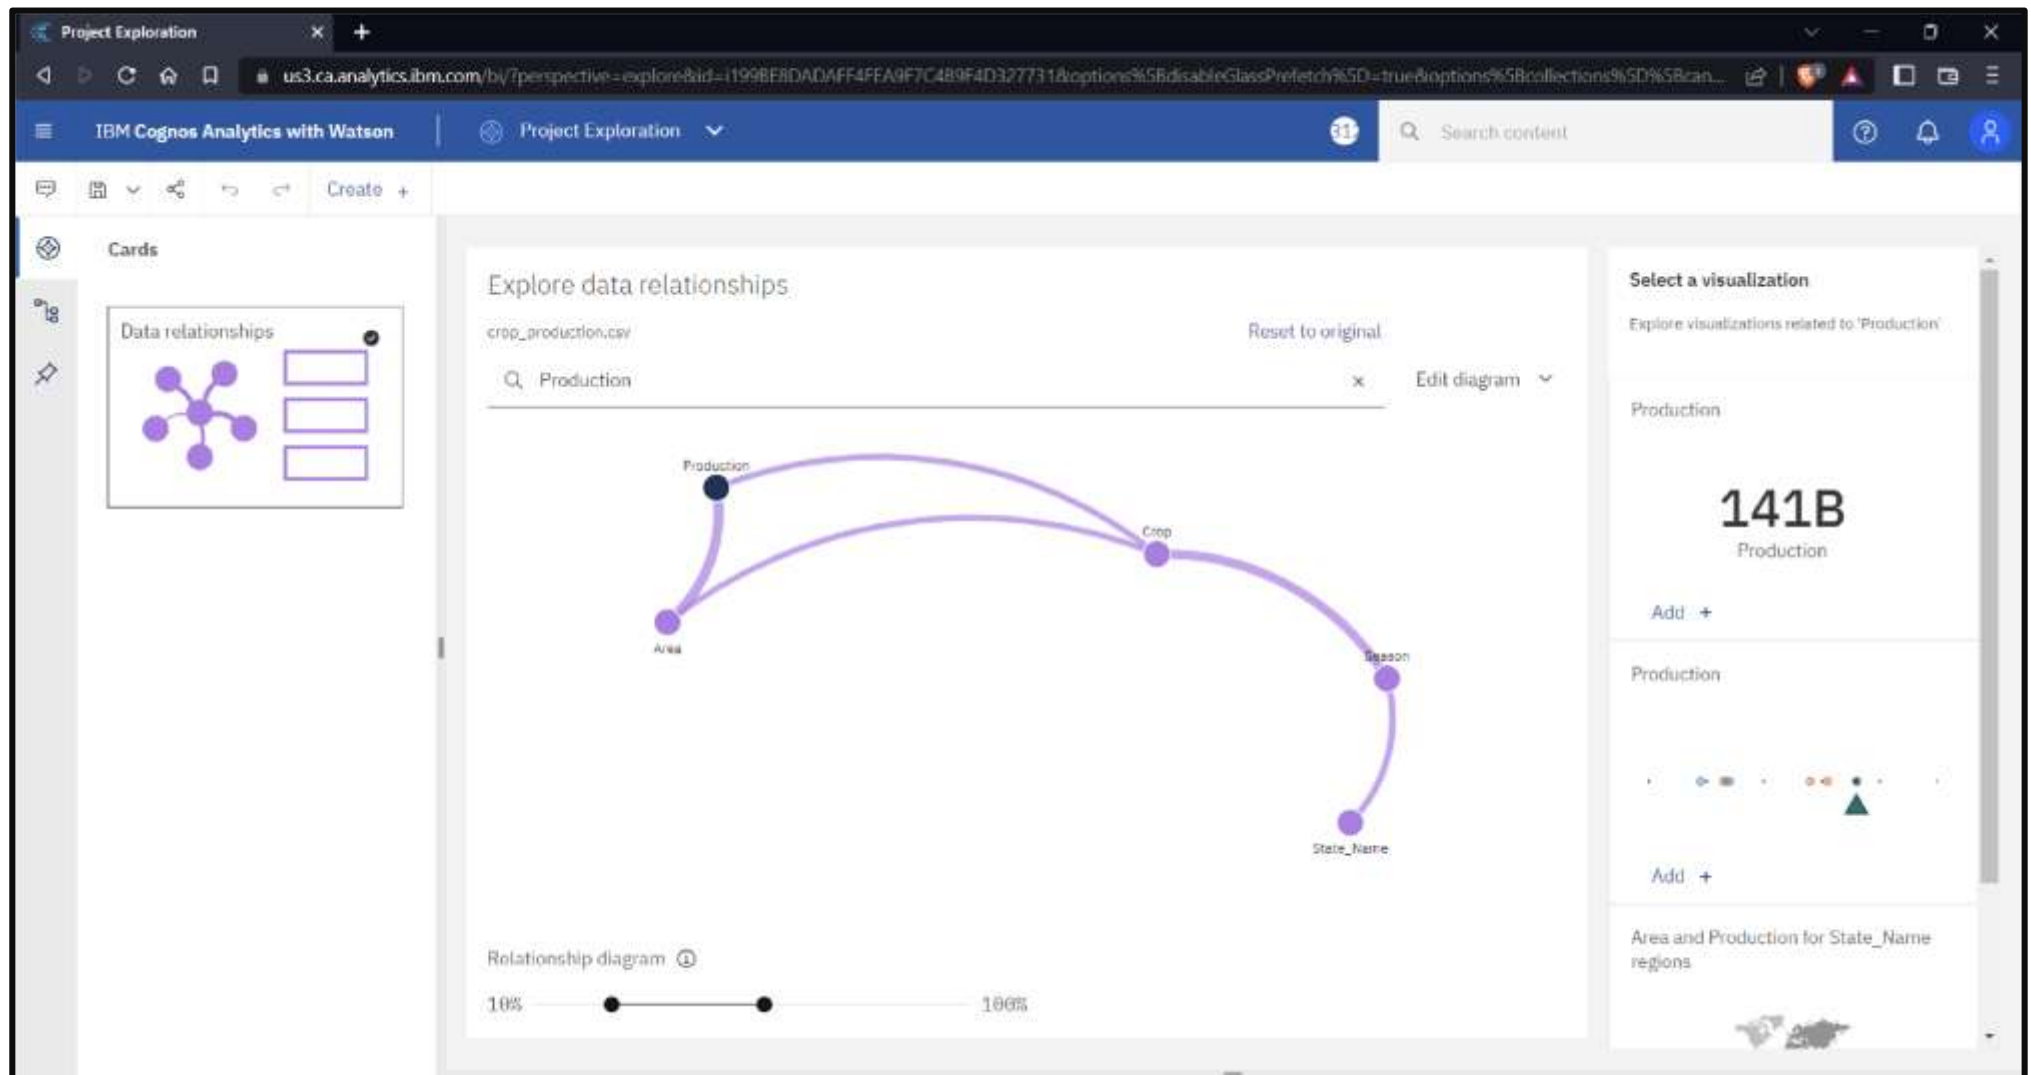 Project Exploration
us3.ca.analytics.ibm.com
IBM Cognos Analytics with Watson
Project Exploration
Search content
Create +
Cards
Data relationships
Explore data relationships
crop_production.csv
Reset to original
Production
Edit diagram
Production
Crop
Area
Season
State_Name
Relationship diagram
10%
100%
Select a visualization
Explore visualizations related to 'Production'
Production
141B
Production
Add +
Production
Add +
Area and Production for State_Name
regions